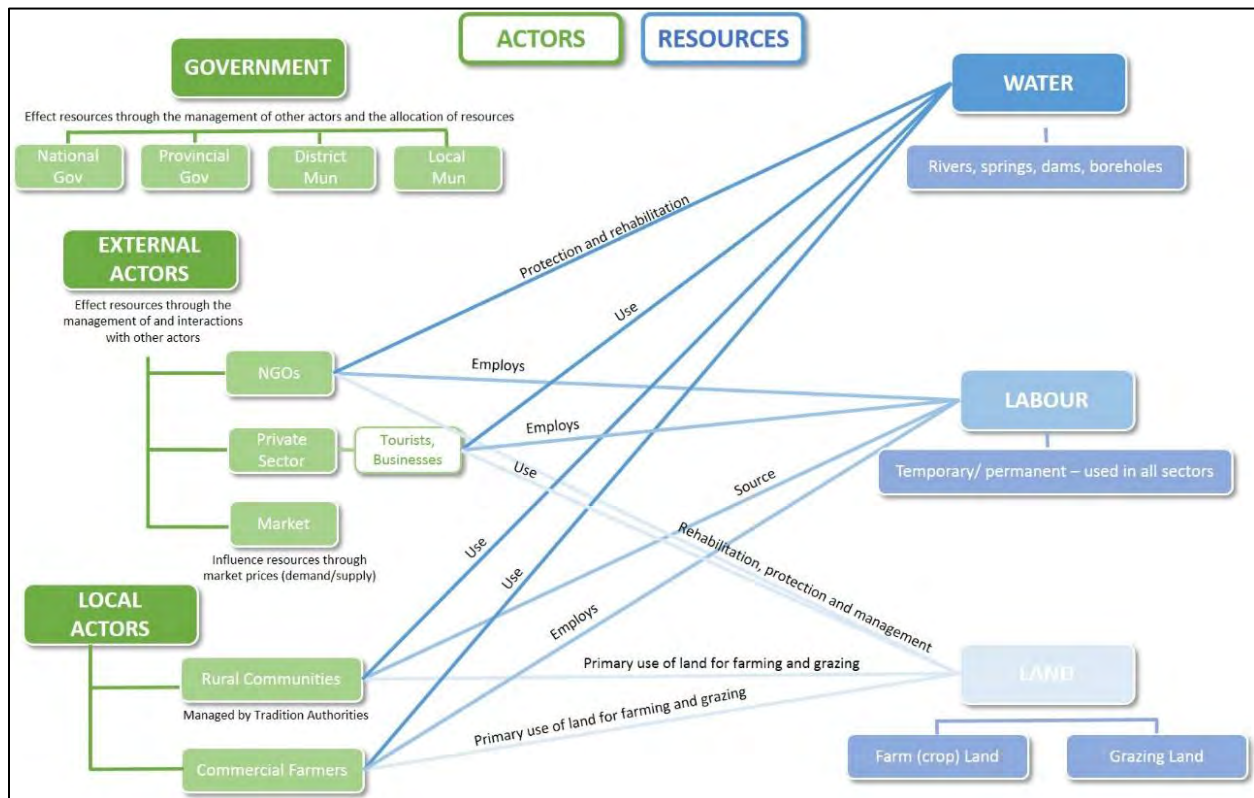 ACTORS
RESOURCES
GOVERNMENT
Effect resources through the management of other actors and the allocation of resources
National
Gov
Provincial
Gov
District
Mun
Local
Mun
EXTERNAL
ACTORS
Effect resources through the
management of and interactions
with other actors
NGOs
Private
Sector
Tourists,
Businesses
Market
Influence resources through
market prices (demand/supply)
LOCAL
ACTORS
Rural Communities
Managed by Tradition Authorities
Commercial Farmers
Protection and rehabilitation
Use
Employs
Employs
Use
Source
Rehabilitation, protection and management
Use
Use
Employs
Primary use of land for farming and grazing
Primary use of land for farming and grazing
WATER
Rivers, springs, dams, boreholes
LABOUR
Temporary/ permanent – used in all sectors
LAND
Farm (crop) Land
Grazing Land